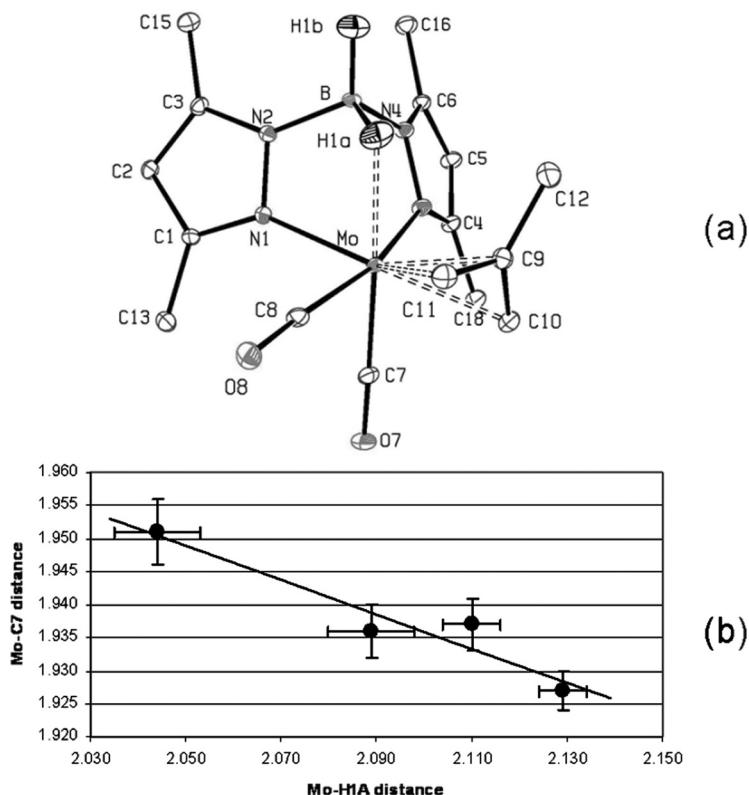 C15
H1b
C16
B
C3
N2
N4
C6
H1a
C2
C5
C12
C1
N1
Mo
C4
(a)
C9
C8
C11
C13
C18
C10
O8
C7
O7
1.960
1.955
1.950
1.945
1.940
1.935
1.930
1.925
1.920
Mo-C7 distance
(b)
2.030 2.050 2.070 2.090 2.110 2.130 2.150
Mo-H1A distance